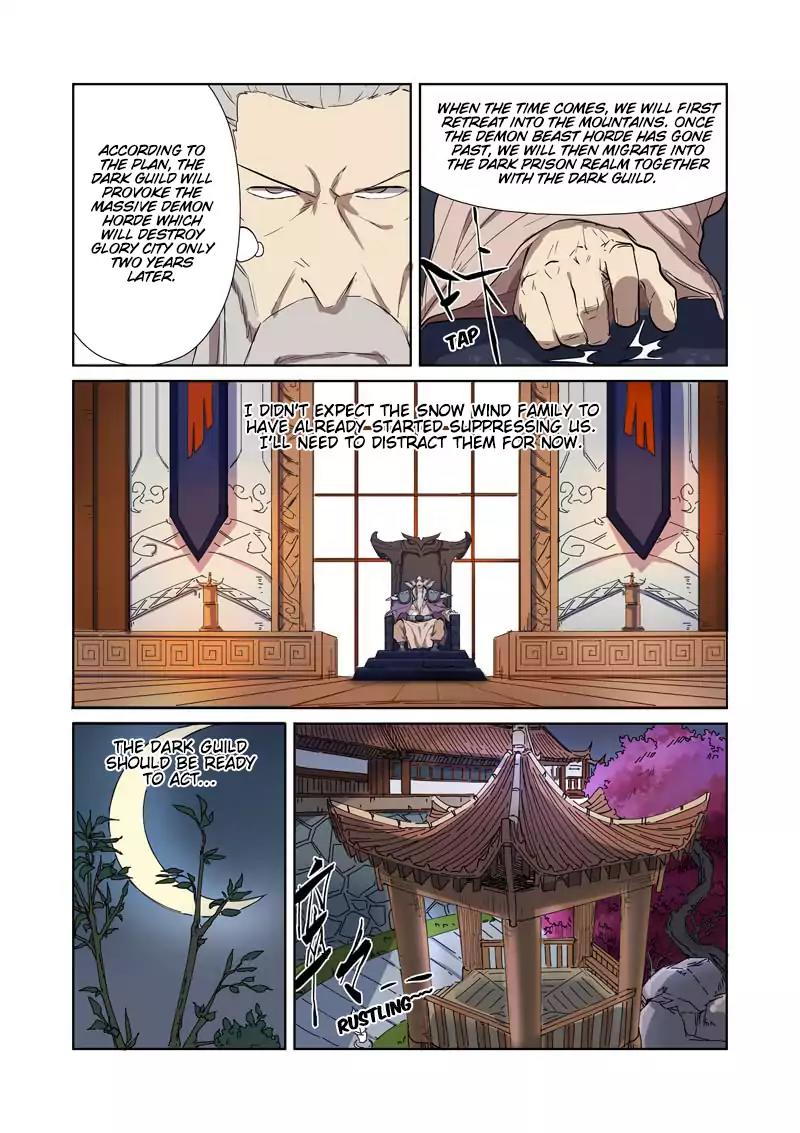 ACCORDING
TO THE
PLAN, THE
DARK GUILD WILL
PROVOKE THE
MASSIVE DEMON
HORDE WHICH
WILL DESTROY
GLORY CITY ONLY
TWO YEARS
LATER.
WHEN THE TIME COMES, WE WILL FIRST
RETREAT INTO THE MOUNTAINS. ONCE
THE DEMON BEAST HORDE HAS GONE
PAST, WE WILL THEN MIGRATE INTO
THE DARK PRISON REALM TOGETHER
WITH THE DARK GUILD.
TAP
I DIDN'T EXPECT THE SNOW WIND FAMILY TO
HAVE ALREADY STARTED SUPPRESSING US.
I'LL NEED TO DISTRACT THEM FOR NOW.
THE DARK GUILD
SHOULD BE READY
TO ACT...
RUSTLING~~